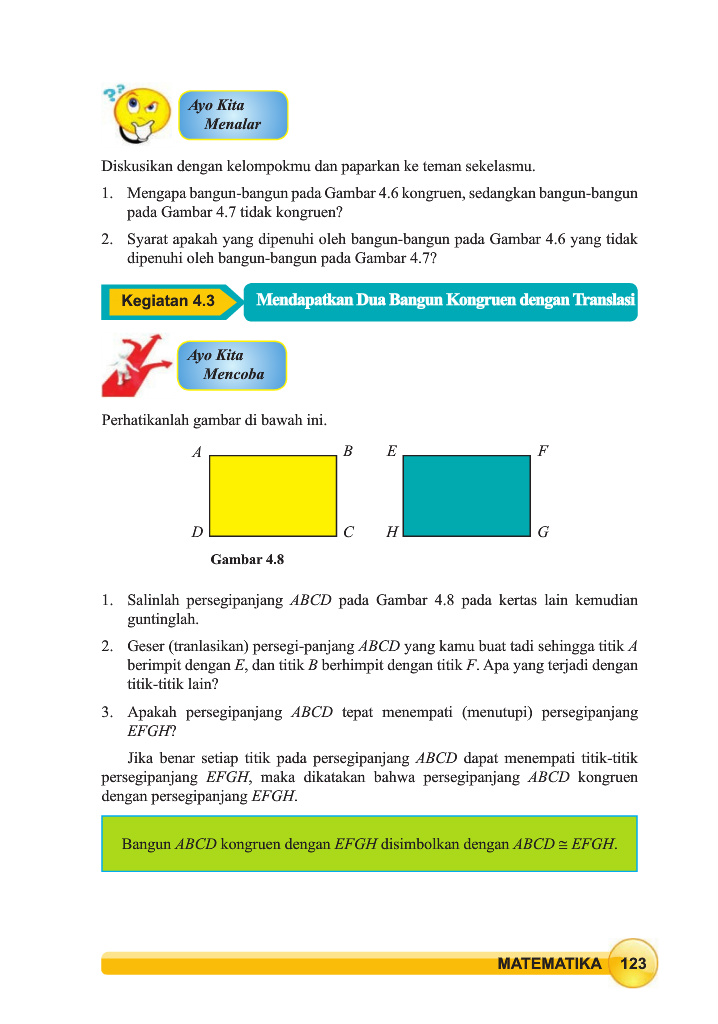 ??
Ayo Kita
Menalar
Diskusikan dengan kelompokmu dan paparkan ke teman sekelasmu.
1. Mengapa bangun-bangun pada Gambar 4.6 kongruen, sedangkan bangun-bangun
pada Gambar 4.7 tidak kongruen?
2. Syarat apakah yang dipenuhi oleh bangun-bangun pada Gambar 4.6 yang tidak
dipenuhi oleh bangun-bangun pada Gambar 4.7?
Kegiatan 4.3 Mendapatkan Dua Bangun Kongruen dengan Translasi
Ayo Kita
Mencoba
Perhatikanlah gambar di bawah ini.
A B E F
D C H G
Gambar 4.8
1. Salinlah persegipanjang ABCD pada Gambar 4.8 pada kertas lain kemudian
guntinglah.
2. Geser (tranlasikan) persegi-panjang ABCD yang kamu buat tadi sehingga titik A
berimpit dengan E, dan titik B berhimpit dengan titik F. Apa yang terjadi dengan
titik-titik lain?
3. Apakah persegipanjang ABCD tepat menempati (menutupi) persegipanjang
EFGH?
Jika benar setiap titik pada persegipanjang ABCD dapat menempati titik-titik
persegipanjang EFGH, maka dikatakan bahwa persegipanjang ABCD kongruen
dengan persegipanjang EFGH.
Bangun ABCD kongruen dengan EFGH disimbolkan dengan ABCD ≅ EFGH.
MATEMATIKA 123